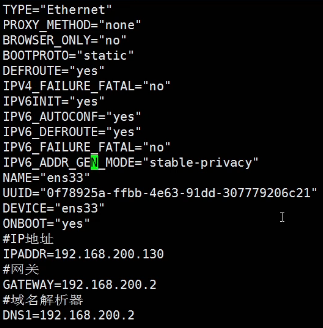 TYPE="Ethernet"
PROXY_METHOD="none"
BROWSER_ONLY="no"
BOOTPROTO="static"
DEFROUTE="yes"
IPV4_FAILURE_FATAL="no"
IPV6INIT="yes"
IPV6_AUTOCONF="yes"
IPV6_DEFROUTE="yes"
IPV6_FAILURE_FATAL="no"
IPV6_ADDR_GEN_MODE="stable-privacy"
NAME="ens33"
UUID="0f78925a-ffbb-4e63-91dd-307779206c21"
DEVICE="ens33"
ONBOOT="yes"
#IP地址
IPADDR=192.168.200.130
#网关
GATEWAY=192.168.200.2
#域名解析器
DNS1=192.168.200.2